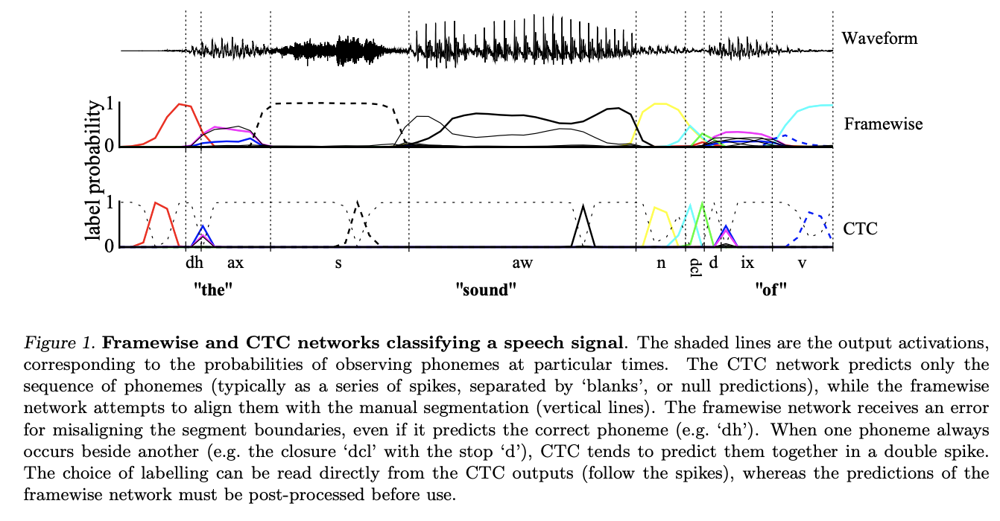 Waveform
label probability
1
0
Framewise
1
0
CTC
dh ax s aw n dcl d ix v
"the" "sound" "of"
Figure 1. Framewise and CTC networks classifying a speech signal. The shaded lines are the output activations,
corresponding to the probabilities of observing phonemes at particular times. The CTC network predicts only the
sequence of phonemes (typically as a series of spikes, separated by ‘blanks’, or null predictions), while the framewise
network attempts to align them with the manual segmentation (vertical lines). The framewise network receives an error
for misaligning the segment boundaries, even if it predicts the correct phoneme (e.g. ‘dh’). When one phoneme always
occurs beside another (e.g. the closure ‘dcl’ with the stop ‘d’), CTC tends to predict them together in a double spike.
The choice of labelling can be read directly from the CTC outputs (follow the spikes), whereas the predictions of the
framewise network must be post-processed before use.